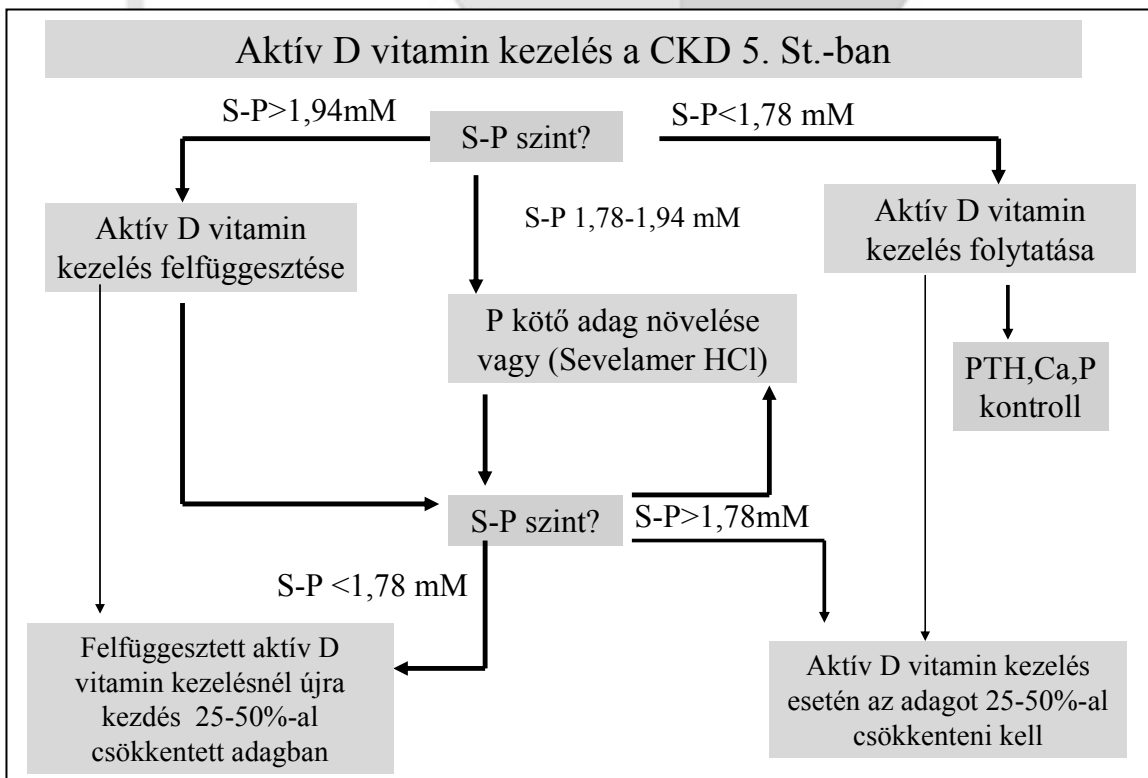 Aktív D vitamin kezelés a CKD 5. St.-ban
S-P>1,94mM
S-P szint?
S-P<1,78 mM
Aktív D vitamin
kezelés felfüggesztése
S-P 1,78-1,94 mM
Aktív D vitamin
kezelés folytatása
P kötő adag növelése
vagy (Sevelamer HCl)
PTH,Ca,P
kontroll
S-P szint?
S-P>1,78mM
S-P <1,78 mM
Felfüggesztett aktív D
vitamin kezelésnél újra
kezdés 25-50%-al
csökkentett adagban
Aktív D vitamin kezelés
esetén az adagot 25-50%-al
csökkenteni kell